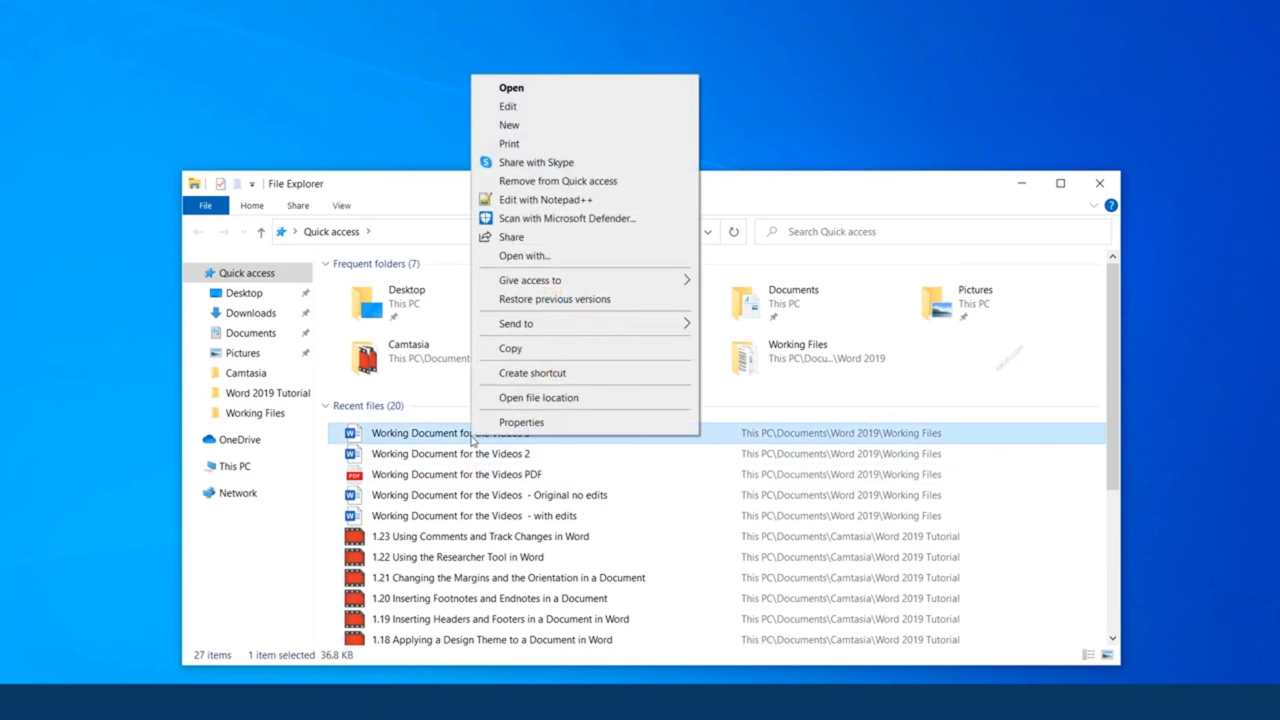 Open
Edit
New
Print
Share with Skype
Remove from Quick access
Edit with Notepad++
Scan with Microsoft Defender...
Share
Open with...
Give access to
Restore previous versions
Send to
Copy
Create shortcut
Open file location
Properties
File Explorer
File Home Share View
Quick access
Search Quick access
Quick access
Desktop
Downloads
Documents
Pictures
Camtasia
Word 2019 Tutorial
Working Files
OneDrive
This PC
Network
Frequent folders (7)
Desktop
This PC
Documents
This PC
Pictures
This PC
Camtasia
This PC\Document
Working Files
This PC\Docu...\Word 2019
Recent files (20)
Working Document for the Videos 3 This PC\Documents\Word 2019\Working Files
Working Document for the Videos 2 This PC\Documents\Word 2019\Working Files
Working Document for the Videos PDF This PC\Documents\Word 2019\Working Files
Working Document for the Videos - Original no edits This PC\Documents\Word 2019\Working Files
Working Document for the Videos - with edits This PC\Documents\Word 2019\Working Files
1.23 Using Comments and Track Changes in Word This PC\Documents\Camtasia\Word 2019 Tutorial
1.22 Using the Researcher Tool in Word This PC\Documents\Camtasia\Word 2019 Tutorial
1.21 Changing the Margins and the Orientation in a Document This PC\Documents\Camtasia\Word 2019 Tutorial
1.20 Inserting Footnotes and Endnotes in a Document This PC\Documents\Camtasia\Word 2019 Tutorial
1.19 Inserting Headers and Footers in a Document in Word This PC\Documents\Camtasia\Word 2019 Tutorial
1.18 Applying a Design Theme to a Document in Word This PC\Documents\Camtasia\Word 2019 Tutorial
27 items 1 item selected 36.8 KB